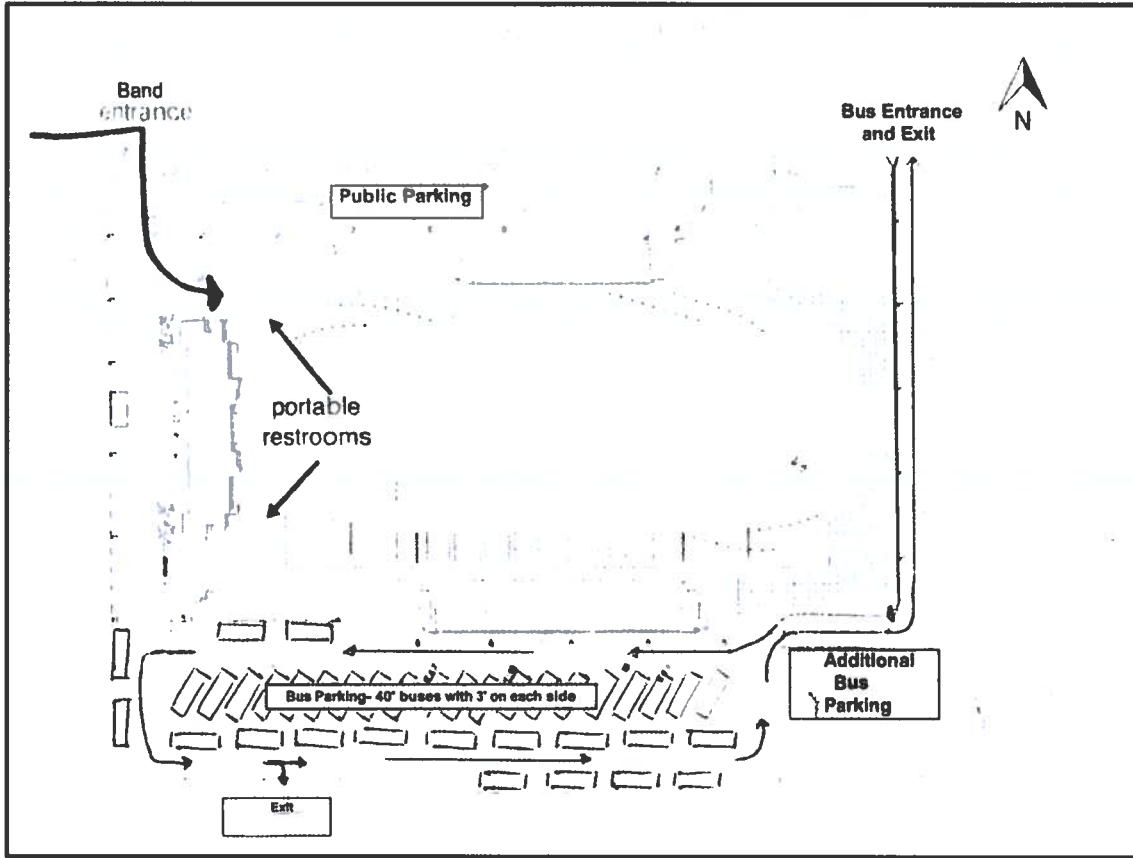 Band
entrance
Bus Entrance
and Exit
N
Public Parking
portable
restrooms
Additional
Bus
Parking
Bus Parking- 40' buses with 3' on each side
Exit